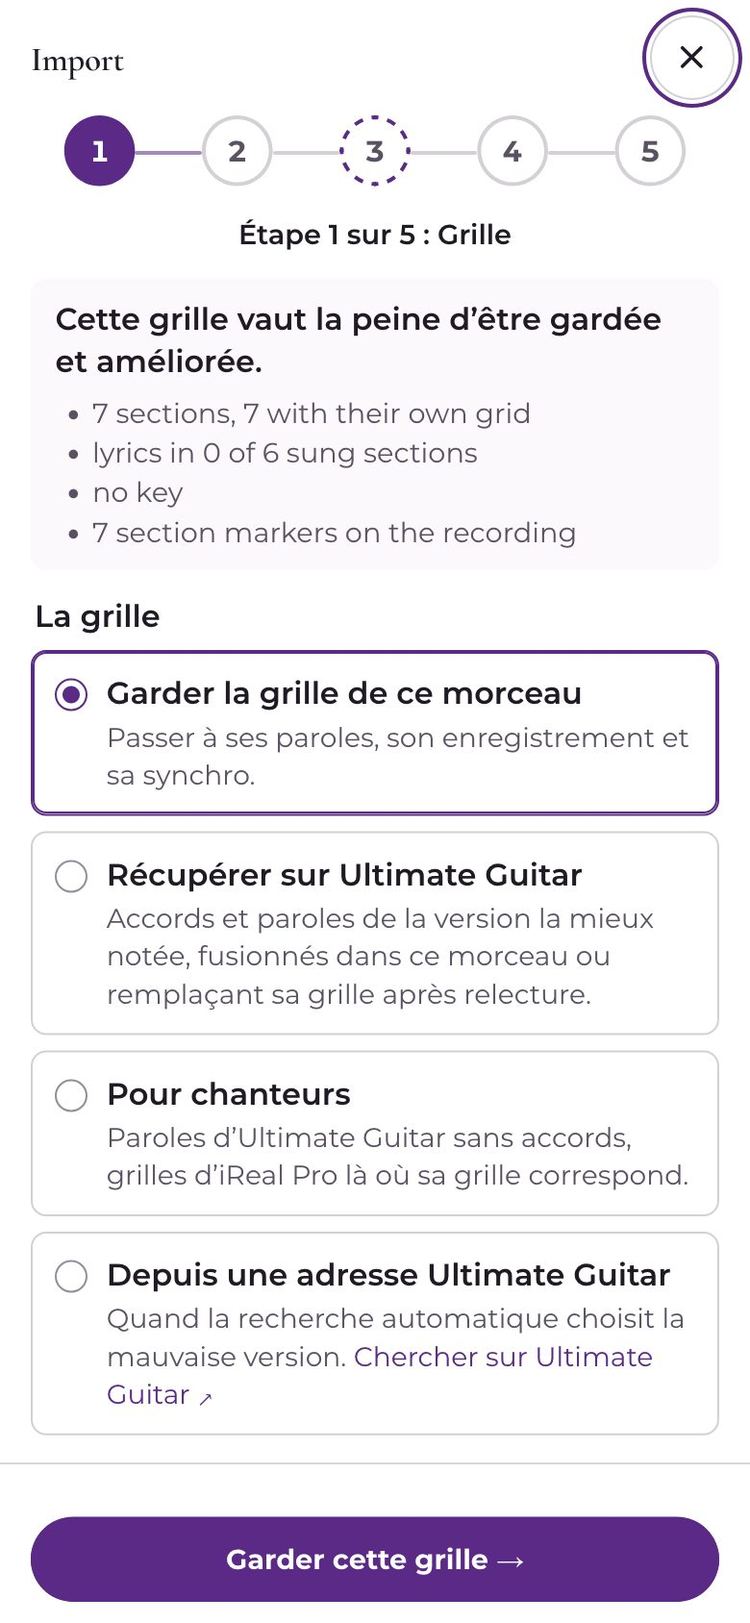 Import
1 2 3 4 5
Étape 1 sur 5 : Grille
Cette grille vaut la peine d’être gardée
et améliorée.
• 7 sections, 7 with their own grid
• lyrics in 0 of 6 sung sections
• no key
• 7 section markers on the recording
La grille
Garder la grille de ce morceau
Passer à ses paroles, son enregistrement et
sa synchro.
Récupérer sur Ultimate Guitar
Accords et paroles de la version la mieux
notée, fusionnés dans ce morceau ou
remplaçant sa grille après relecture.
Pour chanteurs
Paroles d’Ultimate Guitar sans accords,
grilles d’iReal Pro là où sa grille correspond.
Depuis une adresse Ultimate Guitar
Quand la recherche automatique choisit la
mauvaise version. Chercher sur Ultimate
Guitar ↗
Garder cette grille →